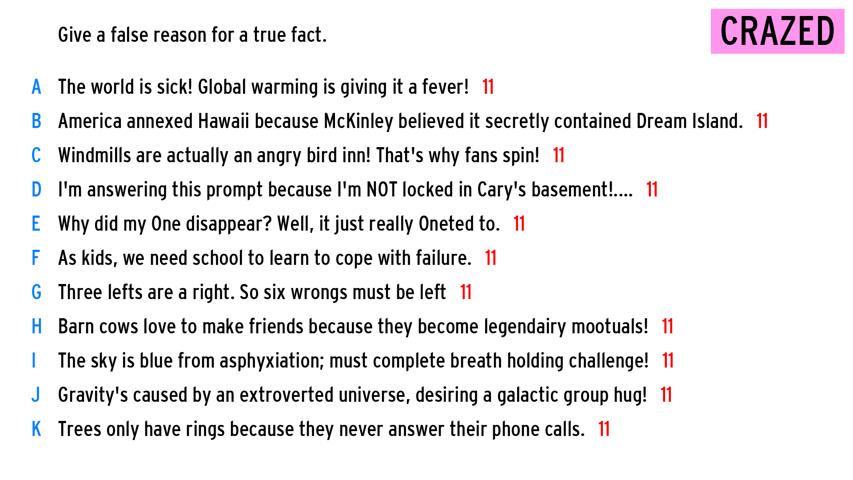 Give a false reason for a true fact.
CRAZED
A The world is sick! Global warming is giving it a fever! 11
B America annexed Hawaii because McKinley believed it secretly contained Dream Island. 11
C Windmills are actually an angry bird inn! That's why fans spin! 11
D I'm answering this prompt because I'm NOT locked in Cary's basement!.... 11
E Why did my One disappear? Well, it just really Oneted to. 11
F As kids, we need school to learn to cope with failure. 11
G Three lefts are a right. So six wrongs must be left 11
H Barn cows love to make friends because they become legendairy mootuals! 11
I The sky is blue from asphyxiation; must complete breath holding challenge! 11
J Gravity's caused by an extroverted universe, desiring a galactic group hug! 11
K Trees only have rings because they never answer their phone calls. 11